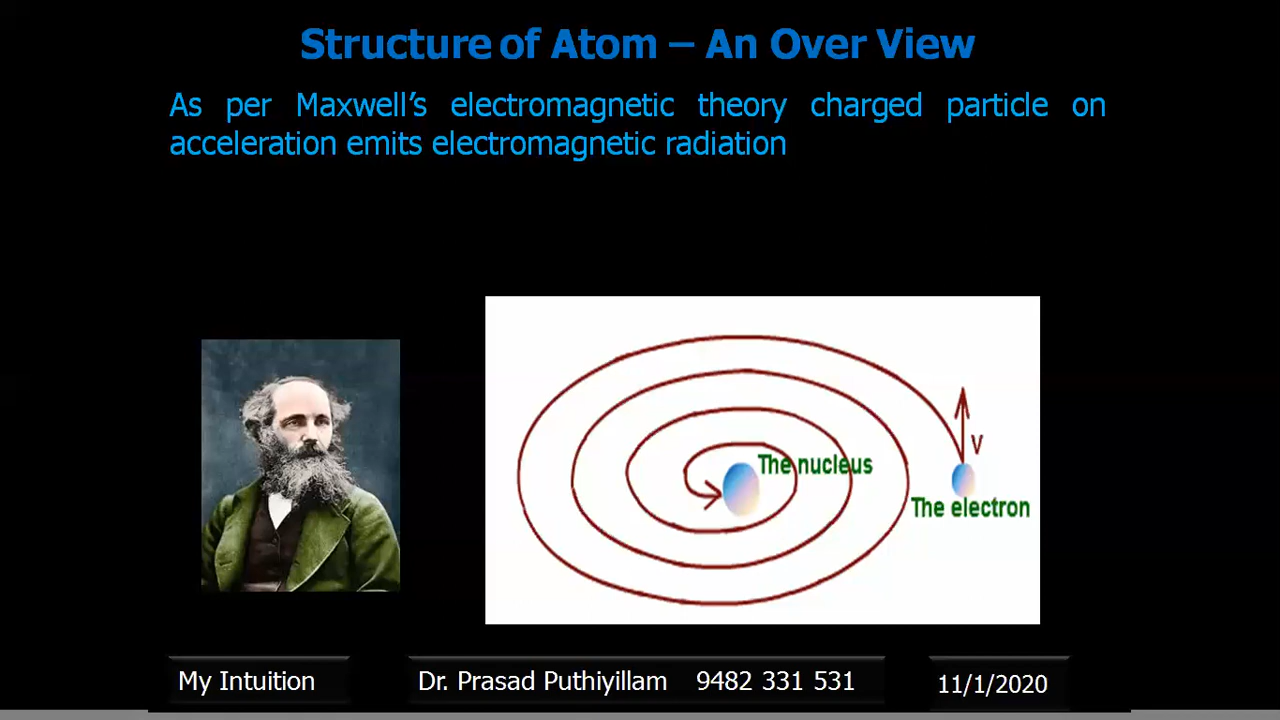 Structure of Atom – An Over View
As per Maxwell's electromagnetic theory charged particle on
acceleration emits electromagnetic radiation
The nucleus
V
The electron
My Intuition
Dr. Prasad Puthiyillam 9482 331 531
11/1/2020